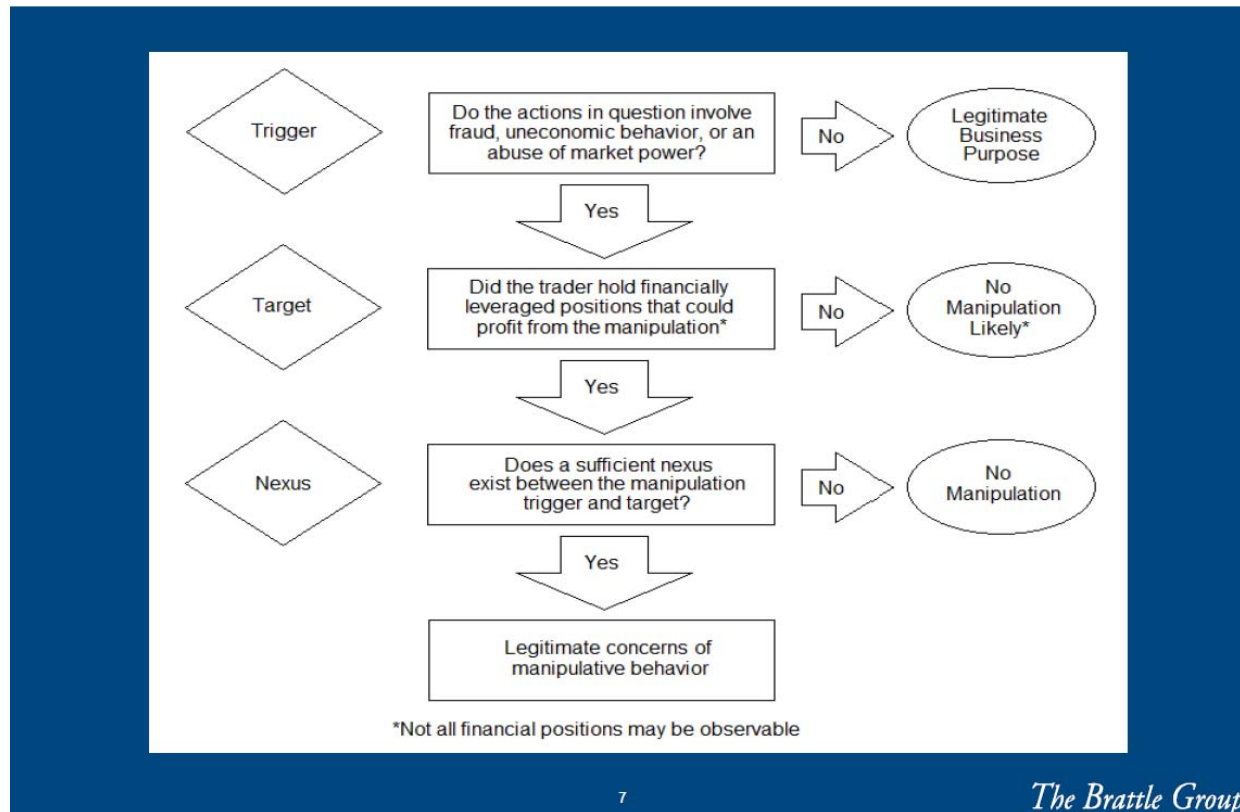 Trigger
Do the actions in question involve
fraud, uneconomic behavior, or an
abuse of market power?
No
Legitimate
Business
Purpose
Yes
Target
Did the trader hold financially
leveraged positions that could
profit from the manipulation*
No
No
Manipulation
Likely*
Yes
Nexus
Does a sufficient nexus
exist between the manipulation
trigger and target?
No
No
Manipulation
Yes
Legitimate concerns of
manipulative behavior
*Not all financial positions may be observable
7
The Brattle Group